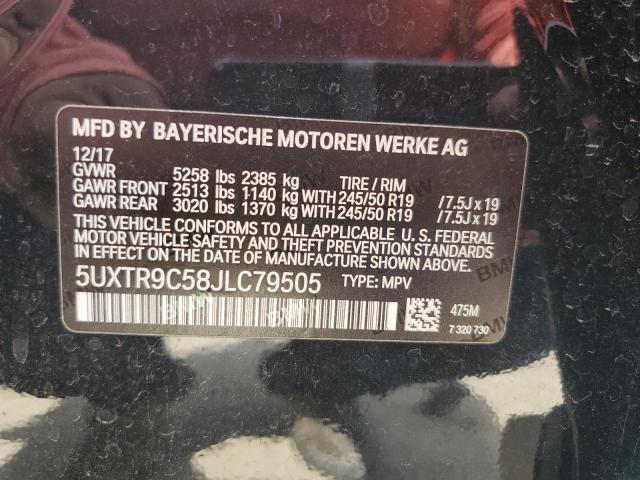 MFD BY BAYERISCHE MOTOREN WERKE AG
12/17
GVWR 5258 lbs 2385 kg TIRE / RIM
GAWR FRONT 2513 lbs 1140 kg WITH 245/50 R19 /7.5J x 19
GAWR REAR 3020 lbs 1370 kg WITH 245/50 R19 /7.5J x 19
THIS VEHICLE CONFORMS TO ALL APPLICABLE U. S. FEDERAL
MOTOR VEHICLE SAFETY AND THEFT PREVENTION STANDARDS
IN EFFECT ON THE DATE OF MANUFACTURE SHOWN ABOVE.
5UXTR9C58JLC79505 TYPE: MPV
475M
7 320 730